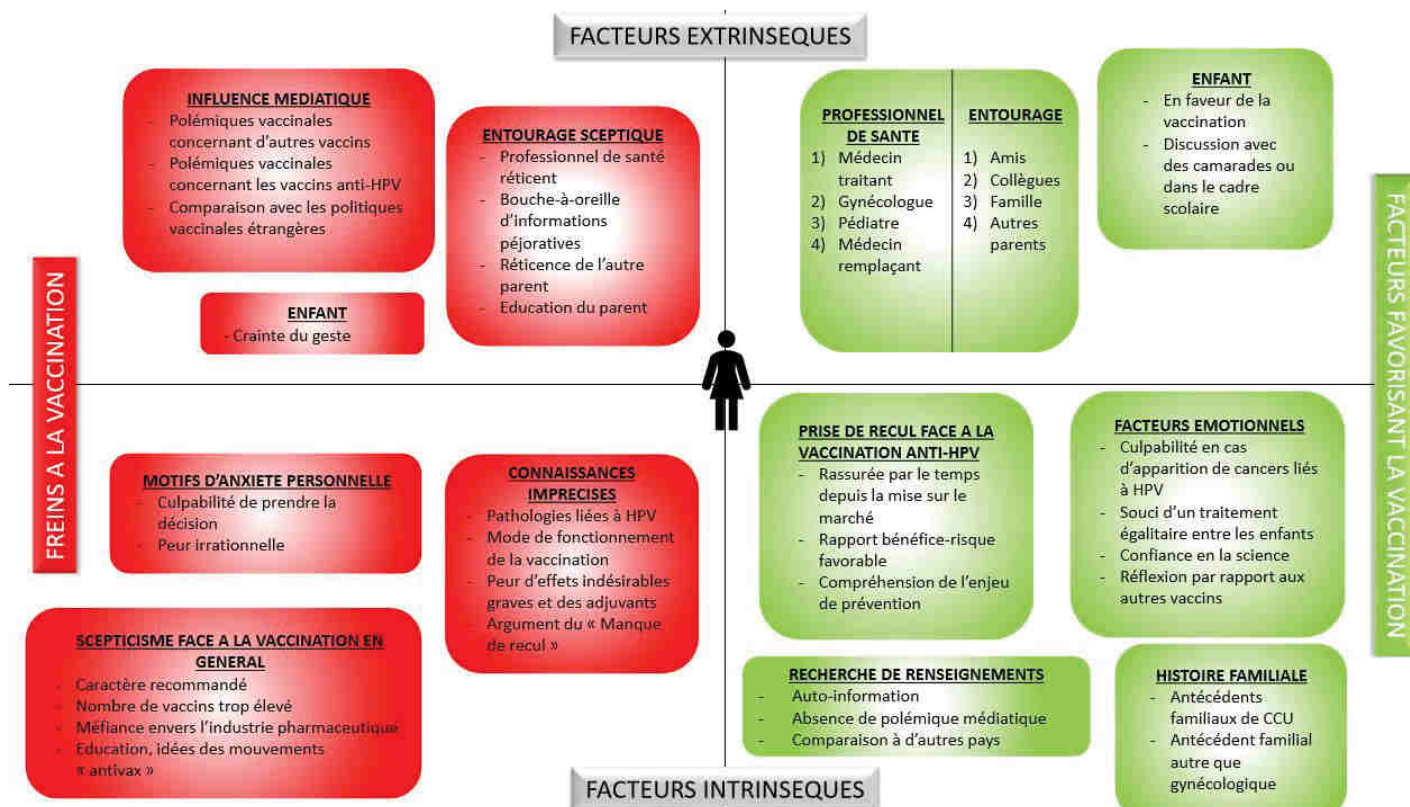 FACTEURS EXTRINSEQUES
INFLUENCE MEDIATIQUE
- Polémiques vaccinales
concernant d'autres vaccins
- Polémiques vaccinales
concernant les vaccins anti-HPV
- Comparaison avec les politiques
vaccinales étrangères
ENTOURAGE SCEPTIQUE
- Professionnel de santé
réticent
- Bouche-à-oreille
d'informations
péjoratives
- Réticence de l'autre
parent
- Education du parent
ENFANT
- Crainte du geste
PROFESSIONNEL
DE SANTE
1) Médecin
traitant
2) Gynécologue
3) Pédiatre
4) Médecin
remplaçant
ENTOURAGE
1) Amis
2) Collègues
3) Famille
4) Autres
parents
ENFANT
- En faveur de la
vaccination
- Discussion avec
des camarades ou
dans le cadre
scolaire
FREINS A LA VACCINATION
FACTEURS FAVORISANT LA VACCINATION
MOTIFS D'ANXIETE PERSONNELLE
- Culpabilité de prendre la
décision
- Peur irrationnelle
CONNAISSANCES
IMPRECISES
- Pathologies liées à HPV
- Mode de fonctionnement
de la vaccination
- Peur d'effets indésirables
graves et des adjuvants
- Argument du « Manque
de recul »
SCEPTICISME FACE A LA VACCINATION EN
GENERAL
- Caractère recommandé
- Nombre de vaccins trop élevé
- Méfiance envers l'industrie pharmaceutique
- Education, idées des mouvements
« antivax »
PRISE DE RECUL FACE A LA
VACCINATION ANTI-HPV
- Rassurée par le temps
depuis la mise sur le
marché
- Rapport bénéfice-risque
favorable
- Compréhension de l'enjeu
de prévention
FACTEURS EMOTIONNELS
- Culpabilité en cas
d'apparition de cancers liés
à HPV
- Souci d'un traitement
égalitaire entre les enfants
- Confiance en la science
- Réflexion par rapport aux
autres vaccins
RECHERCHE DE RENSEIGNEMENTS
- Auto-information
- Absence de polémique médiatique
- Comparaison à d'autres pays
HISTOIRE FAMILIALE
- Antécédents
familiaux de CCU
- Antécédent familial
autre que
gynécologique
FACTEURS INTRINSEQUES